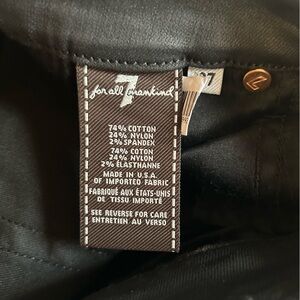 7
for all mankind
74% COTTON
24% NYLON
2% SPANDEX
74% COTON
24% NYLON
2% ÉLASTHANNE
MADE IN U.S.A.
OF IMPORTED FABRIC
FABRIQUÉ AUX ÉTATS-UNIS
DE TISSU IMPORTÉ
SEE REVERSE FOR CARE
ENTRETIEN AU VERSO
27